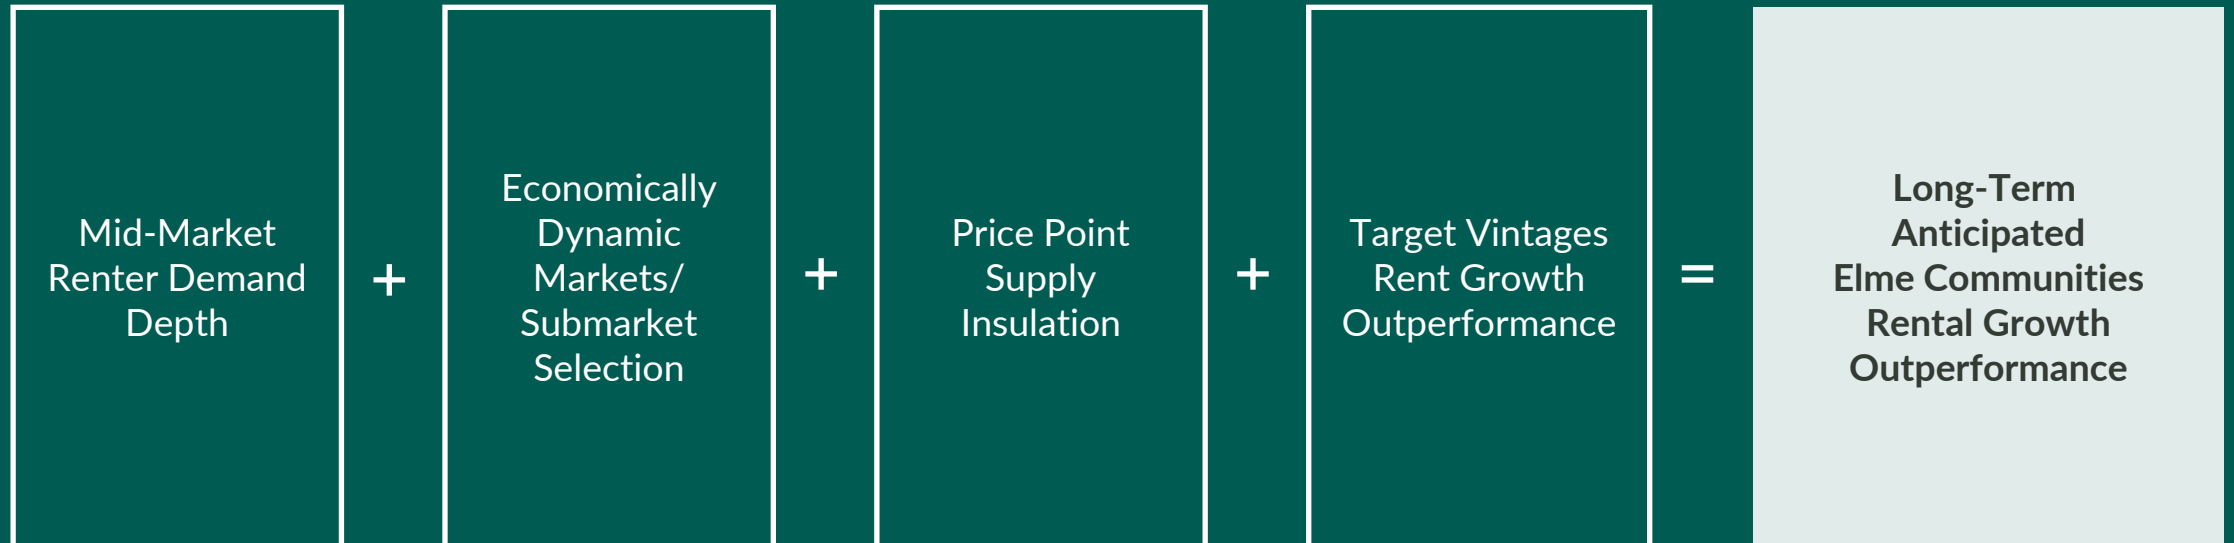 Mid-Market
Renter Demand
Depth
+
Economically
Dynamic
Markets/
Submarket
Selection
+
Price Point
Supply
Insulation
+
Target Vintages
Rent Growth
Outperformance
=
Long-Term
Anticipated
Elme Communities
Rental Growth
Outperformance